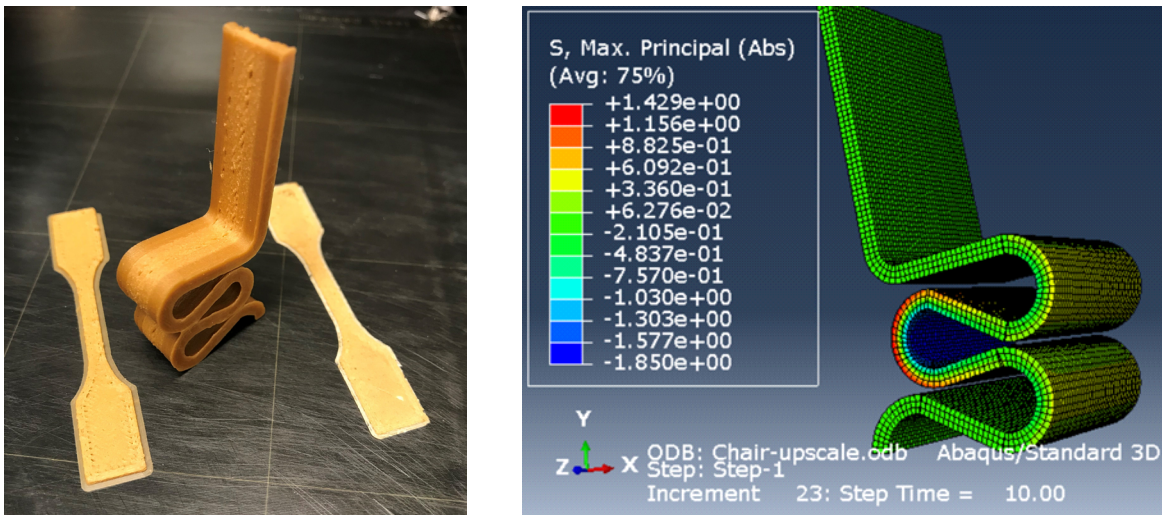 S, Max. Principal (Abs)
(Avg: 75%)
+1.429e+00
+1.156e+00
+8.825e-01
+6.092e-01
+3.360e-01
+6.276e-02
-2.105e-01
-4.837e-01
-7.570e-01
-1.030e+00
-1.303e+00
-1.577e+00
-1.850e+00
Y
Z X
ODB: Chair-upscale.odb Abaqus/Standard 3D
Step: Step-1
Increment 23: Step Time = 10.00